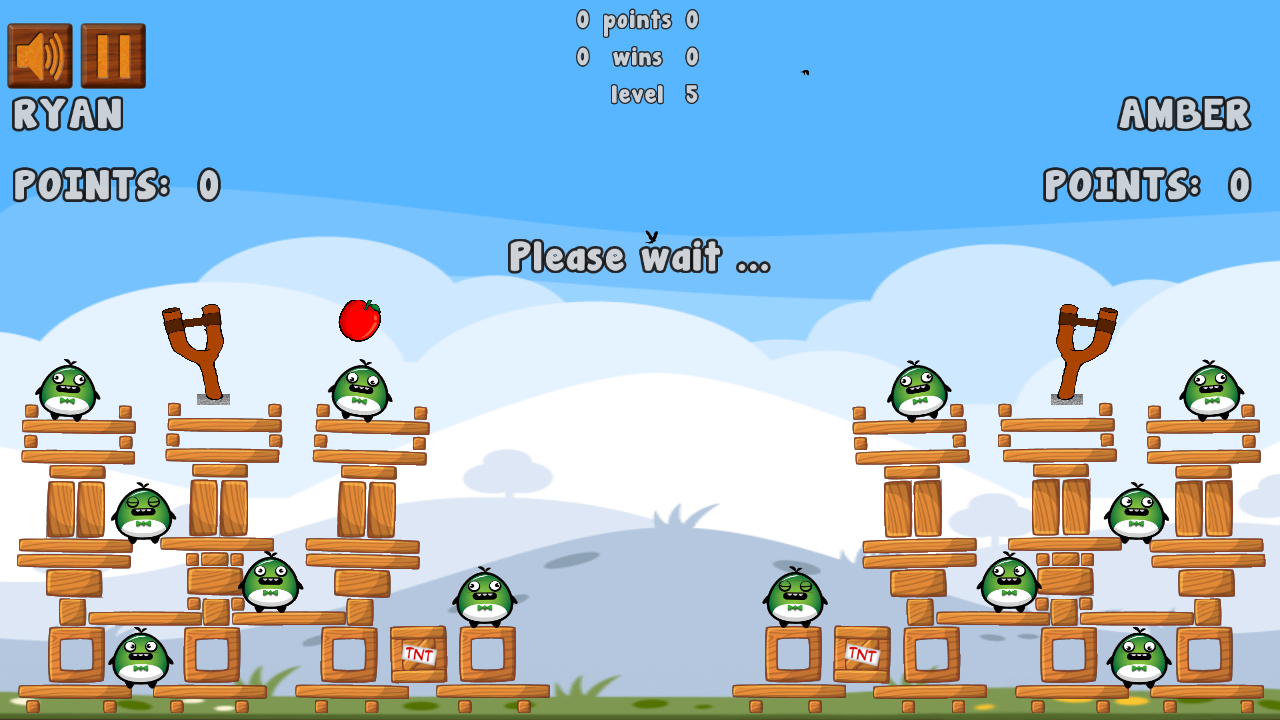 0 points 0
0 wins 0
level 5
RYAN
AMBER
POINTS: 0
POINTS: 0
Please wait ...
TNT
TNT